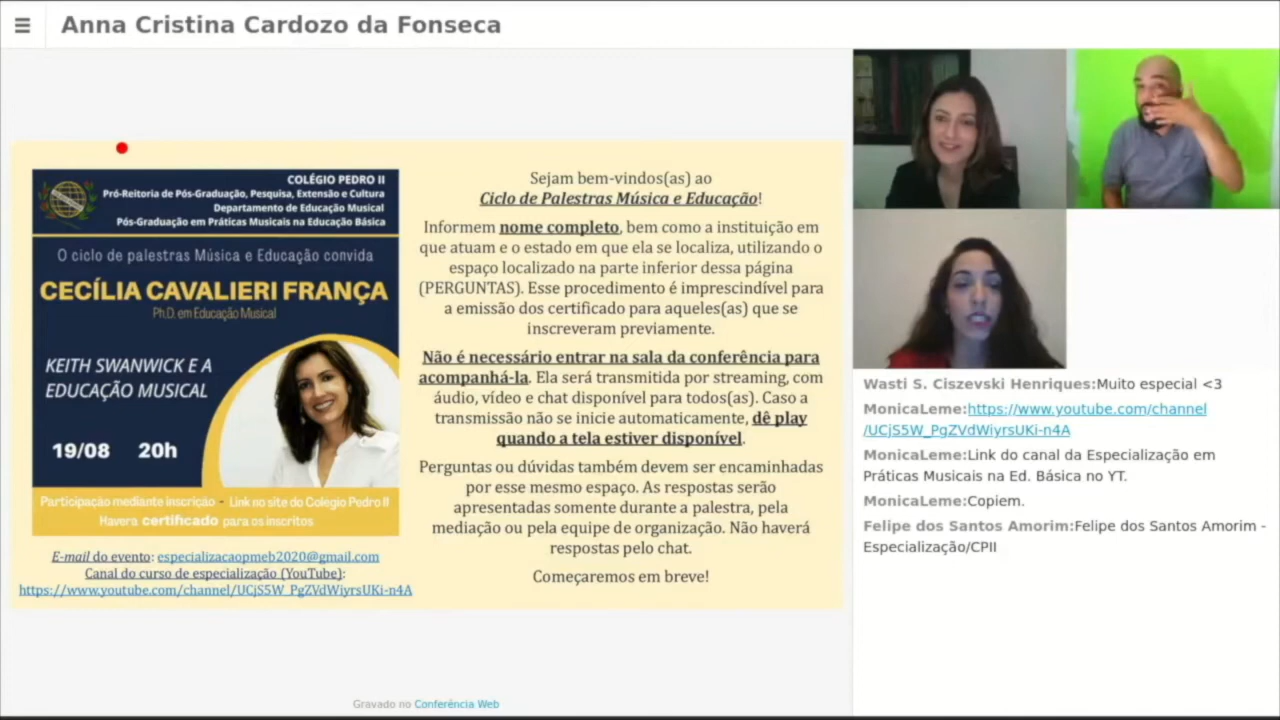 Anna Cristina Cardozo da Fonseca
COLÉGIO PEDRO II
Pró-Reitoria de Pós-Graduação, Pesquisa, Extensão e Cultura
Departamento de Educação Musical
Pós-Graduação em Práticas Musicais na Educação Básica
O ciclo de palestras Música e Educação convida
CECÍLIA CAVALIERI FRANÇA
Ph.D. em Educação Musical
KEITH SWANWICK E A
EDUCAÇÃO MUSICAL
19/08 20h
Participação mediante inscrição - Link no site do Colégio Pedro II
Haverá certificado para os inscritos
E-mail do evento: especializacaopmeb2020@gmail.com
Canal do curso de especialização (YouTube):
https://www.youtube.com/channel/UCjS5W_PgZVdWiyrsUKi-n4A
Sejam bem-vindos(as) ao
Ciclo de Palestras Música e Educação!
Informem nome completo, bem como a instituição em
que atuam e o estado em que ela se localiza, utilizando o
espaço localizado na parte inferior dessa página
(PERGUNTAS). Esse procedimento é imprescindível para
a emissão dos certificado para aqueles(as) que se
inscreveram previamente.
Não é necessário entrar na sala da conferência para
acompanhá-la. Ela será transmitida por streaming, com
áudio, vídeo e chat disponível para todos(as). Caso a
transmissão não se inicie automaticamente, dê play
quando a tela estiver disponível.
Perguntas ou dúvidas também devem ser encaminhadas
por esse mesmo espaço. As respostas serão
apresentadas somente durante a palestra, pela
mediação ou pela equipe de organização. Não haverá
respostas pelo chat.
Começaremos em breve!
Wasti S. Ciszevski Henriques:Muito especial <3
MonicaLeme:https://www.youtube.com/channel
/UCjS5W_PgZVdWiyrsUKi-n4A
MonicaLeme:Link do canal da Especialização em
Práticas Musicais na Ed. Básica no YT.
MonicaLeme:Copiem.
Felipe dos Santos Amorim:Felipe dos Santos Amorim -
Especialização/CPII
Gravado no Conferência Web